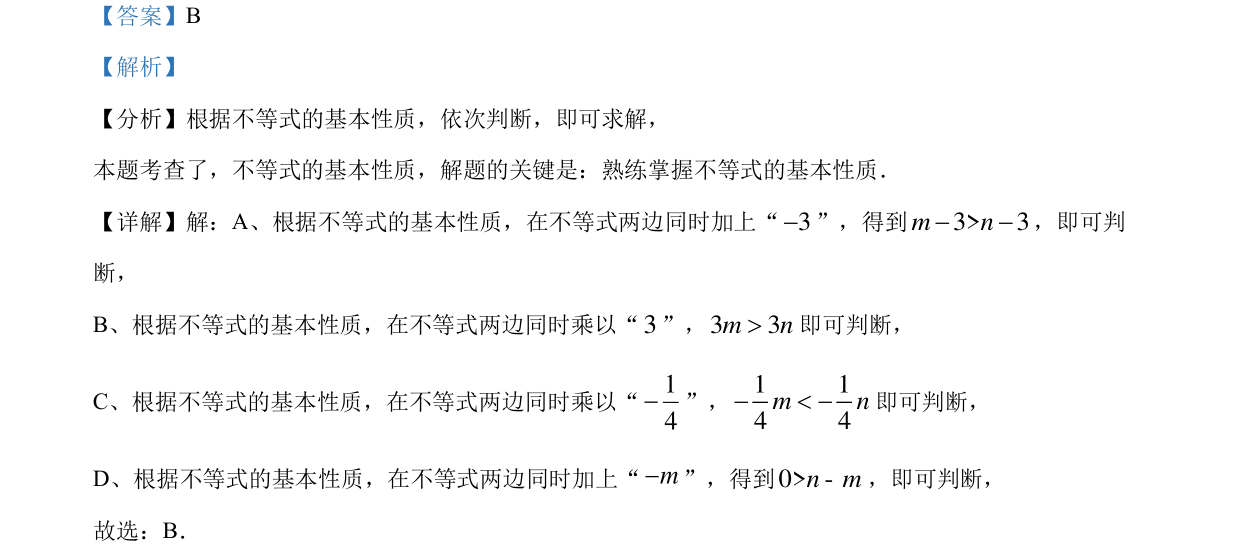 【答案】B
【解析】
【分析】根据不等式的基本性质，依次判断，即可求解，
本题考查了，不等式的基本性质，解题的关键是：熟练掌握不等式的基本性质．
【详解】解：A、根据不等式的基本性质，在不等式两边同时加上“−3”，得到m−3>n−3，即可判
断，
B、根据不等式的基本性质，在不等式两边同时乘以“3”，3m > 3n 即可判断，
C、根据不等式的基本性质，在不等式两边同时乘以“−1/4”，−1/4 m < −1/4 n 即可判断，
D、根据不等式的基本性质，在不等式两边同时加上“−m”，得到0>n - m，即可判断，
故选：B．